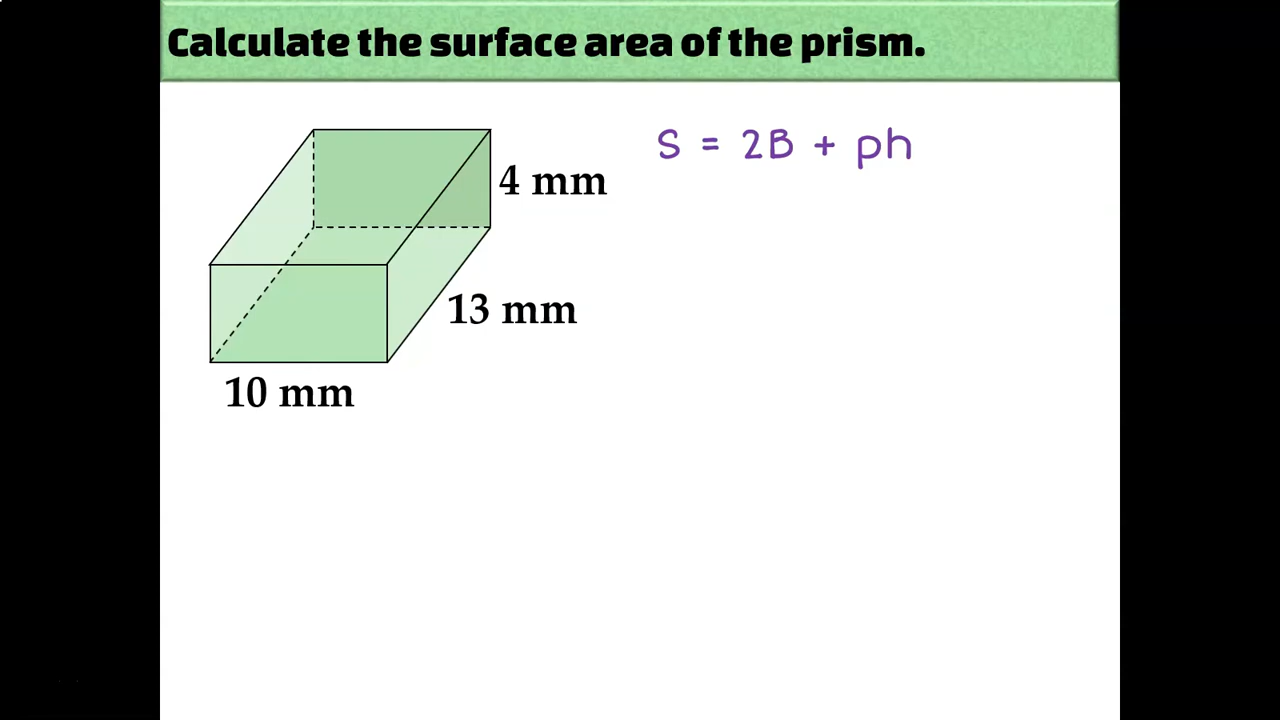 Calculate the surface area of the prism.
S = 2B + ph
4 mm
13 mm
10 mm